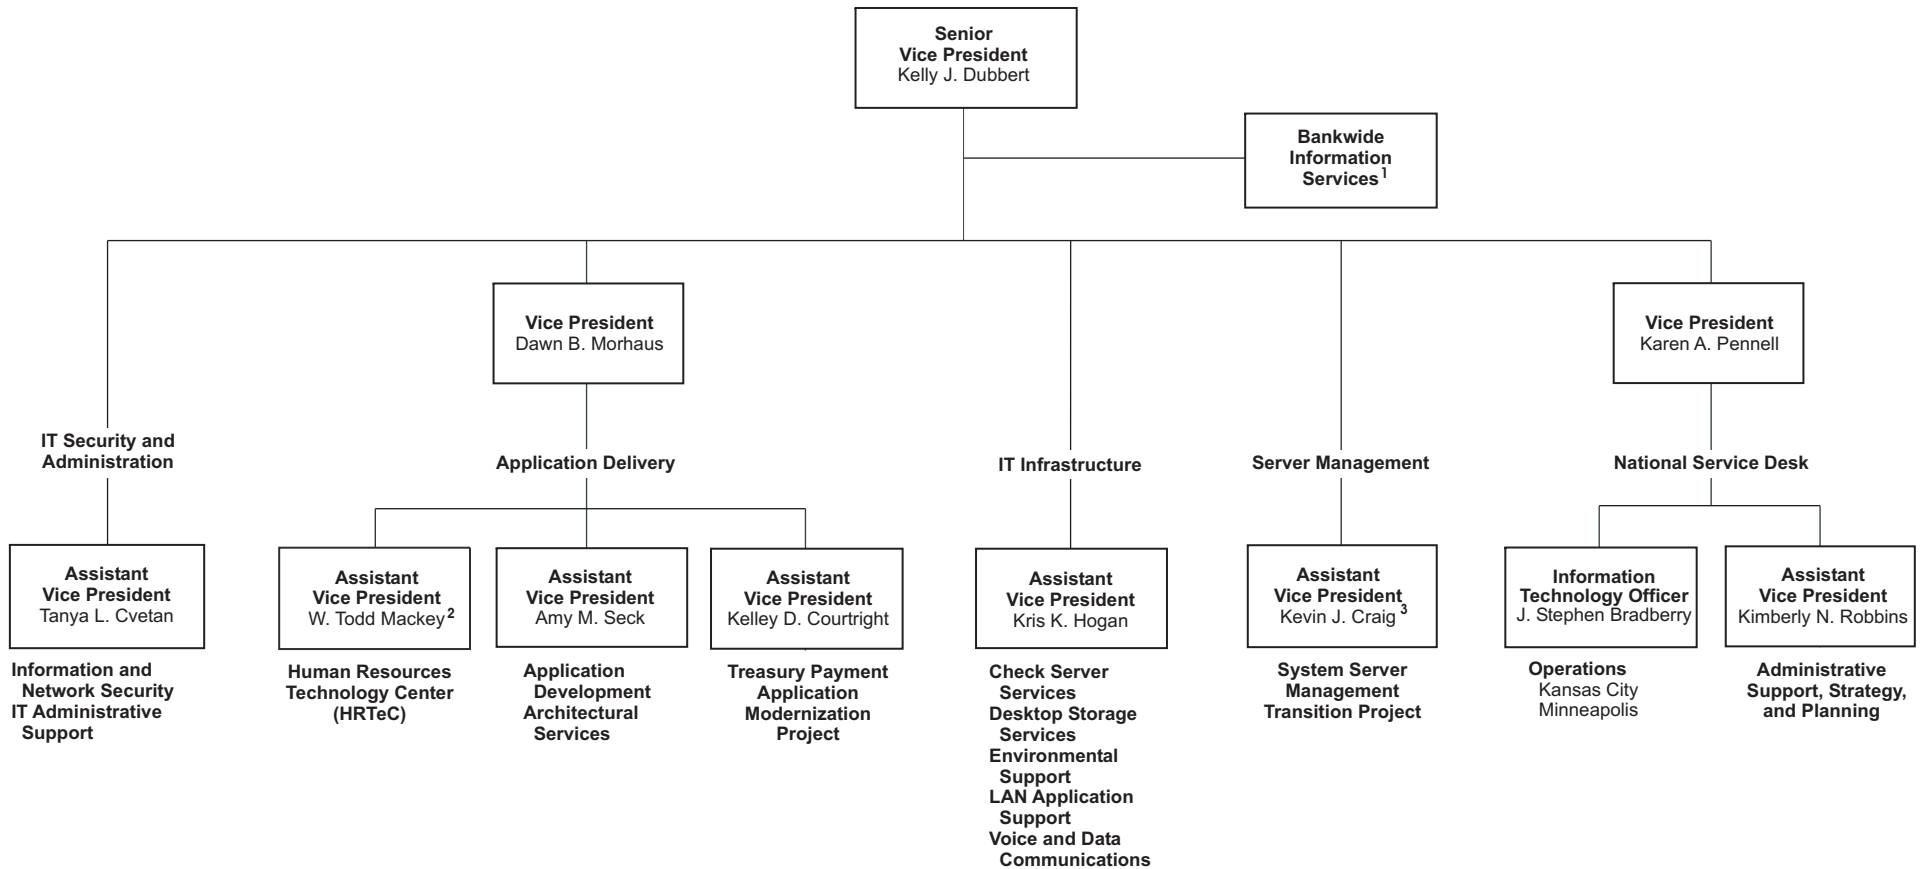 Senior
Vice President
Kelly J. Dubbert
Bankwide
Information
Services 1
Vice President
Dawn B. Morhaus
Vice President
Karen A. Pennell
IT Security and
Administration
Application Delivery
IT Infrastructure
Server Management
National Service Desk
Assistant
Vice President
Tanya L. Cvetan
Information and
Network Security
IT Administrative
Support
Assistant
Vice President
W. Todd Mackey 2
Human Resources
Technology Center
(HRTeC)
Assistant
Vice President
Amy M. Seck
Application
Development
Architectural
Services
Assistant
Vice President
Kelley D. Courtright
Treasury Payment
Application
Modernization
Project
Assistant
Vice President
Kris K. Hogan
Check Server
Services
Desktop Storage
Services
Environmental
Support
LAN Application
Support
Voice and Data
Communications
Assistant
Vice President
Kevin J. Craig 3
System Server
Management
Transition Project
Information
Technology Officer
J. Stephen Bradberry
Operations
Kansas City
Minneapolis
Assistant
Vice President
Kimberly N. Robbins
Administrative
Support, Strategy,
and Planning